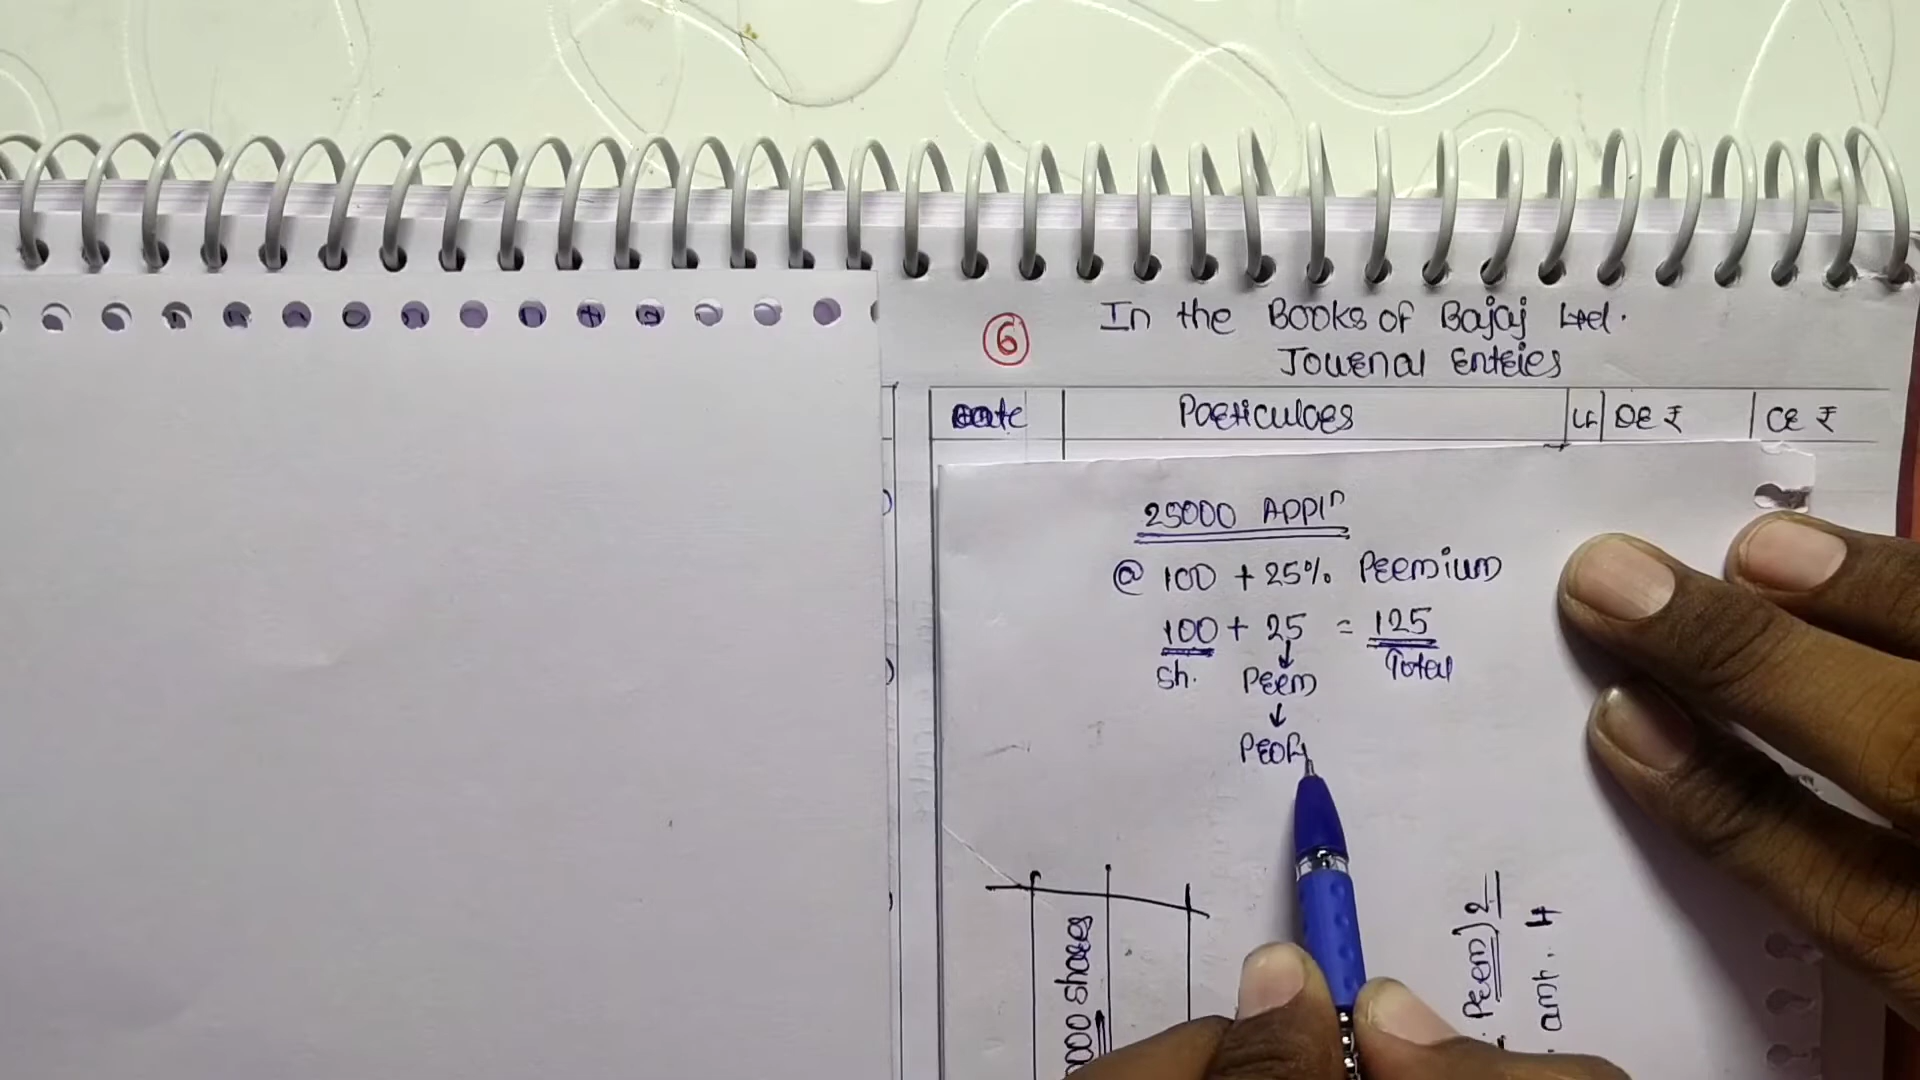 6
In the Books of Bajaj Ltd.
Journal Entries
Date Particulars LF Dr ₹ Cr ₹
25000 Appln
@ 100 + 25% Premium
100 + 25 = 125
Sh. Prem Total
Prof
000 shares
. Prem) 2
. amt. 4